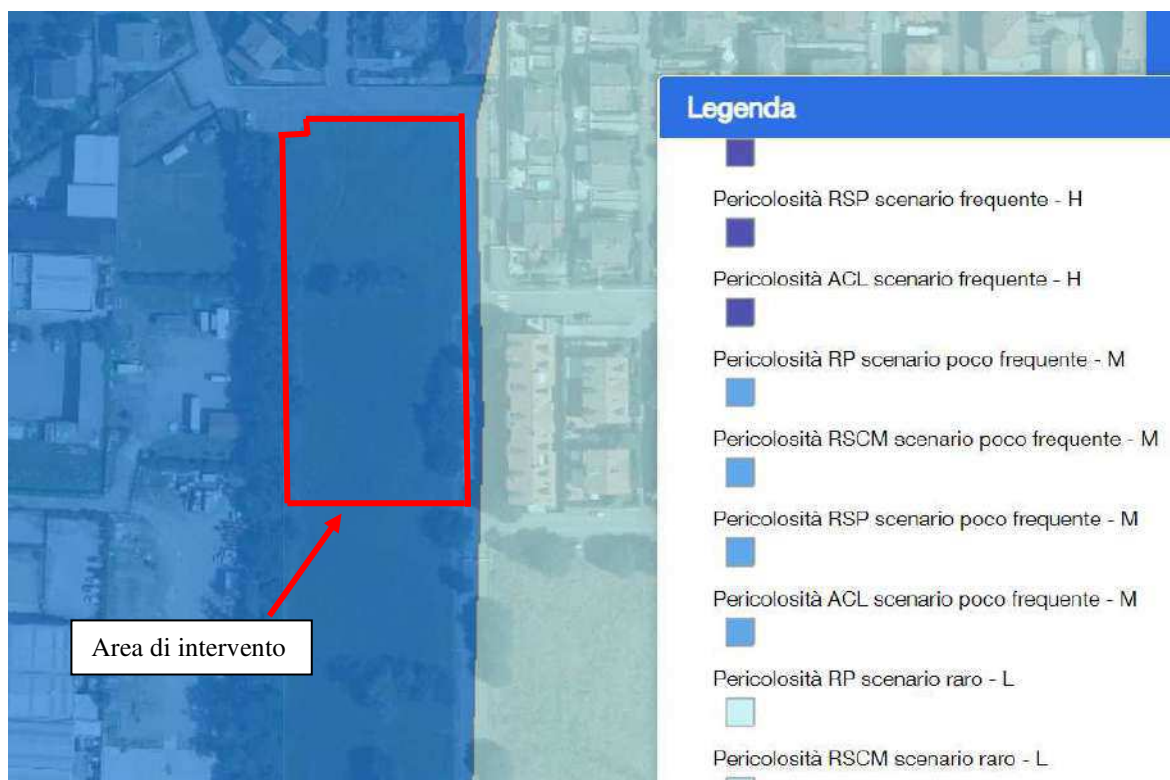 Legenda
Pericolosità RSP scenario frequente - H
Pericolosità ACL scenario frequente - H
Pericolosità RP scenario poco frequente - M
Pericolosità RSCM scenario poco frequente - M
Pericolosità RSP scenario poco frequente - M
Pericolosità ACL scenario poco frequente - M
Pericolosità RP scenario raro - L
Pericolosità RSCM scenario raro - L
Area di intervento